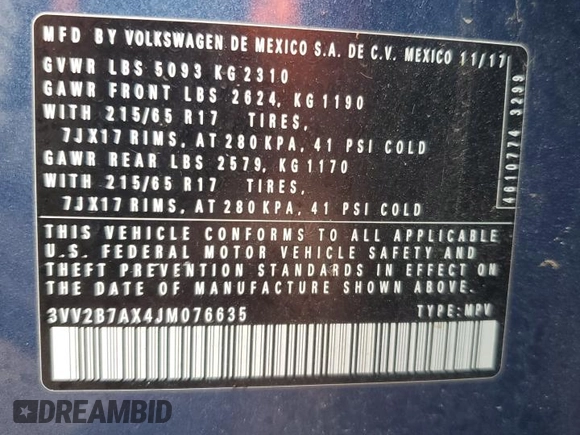 MFD BY VOLKSWAGEN DE MEXICO S.A. DE C.V. MEXICO 11/17
GVWR LBS 5093 KG 2310
GAWR FRONT LBS 2624, KG 1190
WITH 215/65 R17 TIRES,
7JX17 RIMS, AT 280 KPA, 41 PSI COLD
GAWR REAR LBS 2579, KG 1170
WITH 215/65 R17 TIRES,
7JX17 RIMS, AT 280 KPA, 41 PSI COLD
THIS VEHICLE CONFORMS TO ALL APPLICABLE
U.S. FEDERAL MOTOR VEHICLE SAFETY AND
THEFT PREVENTION STANDARDS IN EFFECT ON
THE DATE OF MANUFACTURE SHOWN ABOVE.
3VV2B7AX4JM076635 TYPE:MPV
4610774 3299
DREAMBID